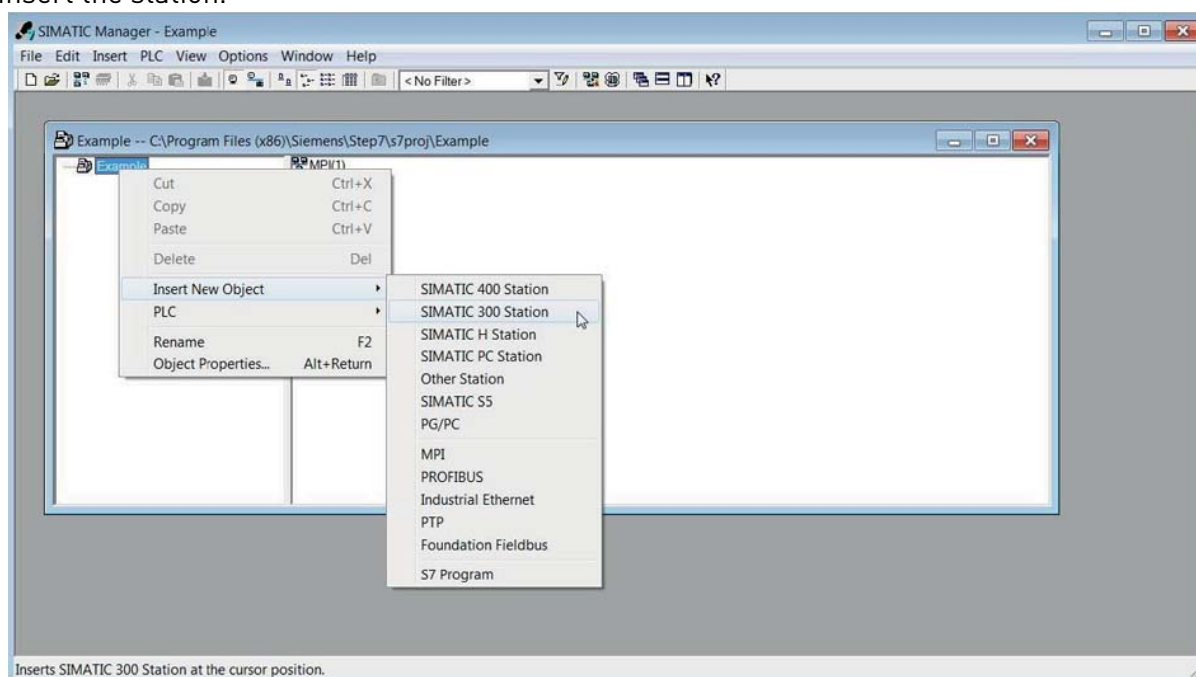 insert the station.
SIMATIC Manager - Example
File Edit Insert PLC View Options Window Help
< No Filter >
Example -- C:\Program Files (x86)\Siemens\Step7\s7proj\Example
Example
MPI(1)
Cut Ctrl+X
Copy Ctrl+C
Paste Ctrl+V
Delete Del
Insert New Object
PLC
Rename F2
Object Properties... Alt+Return
SIMATIC 400 Station
SIMATIC 300 Station
SIMATIC H Station
SIMATIC PC Station
Other Station
SIMATIC S5
PG/PC
MPI
PROFIBUS
Industrial Ethernet
PTP
Foundation Fieldbus
S7 Program
Inserts SIMATIC 300 Station at the cursor position.